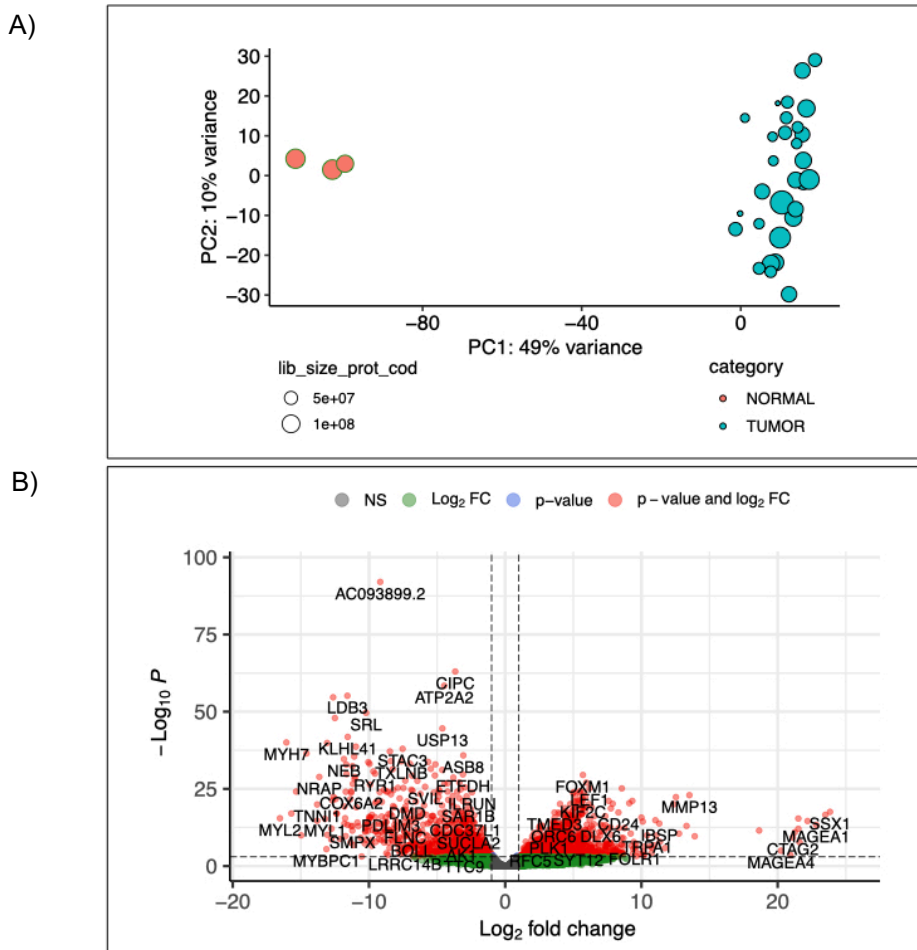 A)
30
20
10
0
−10
−20
−30
PC2: 10% variance
−80 −40 0
PC1: 49% variance
lib_size_prot_cod
5e+07
1e+08
category
NORMAL
TUMOR
B)
NS Log2 FC p-value p − value and log2 FC
100
75
50
25
0
−Log10 P
AC093899.2
CIPC
ATP2A2
LDB3
SRL
USP13
MYH7
KLHL41
STAC3
ASB8
NEB
TXLNB
NRAP
RYR1
ETFDH
FOXM1
COX6A2
SVIL
ILRUN
LEF1
MMP13
TNNI1
DMD
SAR1B
KIF2C
MYL2
MYL1
PDLIM3
CDC37L1
TMED3
CD24
SSX1
SMPX
FLNC
SUCLA2
ORC6
DLX6
IBSP
MAGEA1
BOLL
AK1
PLK1
TRPA1
CTAG2
MYBPC1
LRRC14B
TTC9
RFC5
SYT12
FOLR1
MAGEA4
−20 −10 0 10 20
Log2 fold change